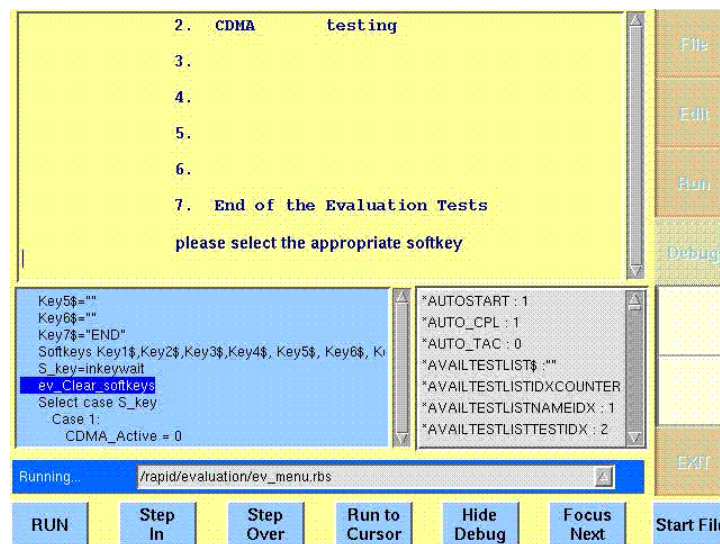 2. CDMA testing
3.
4.
5.
6.
7. End of the Evaluation Tests
please select the appropriate softkey
File
Edit
Run
Debug
EXIT
Key5$=""
Key6$=""
Key7$="END"
Softkeys Key1$,Key2$,Key3$,Key4$, Key5$, Key6$,
S_key=inkeywait
ev_Clear_softkeys
Select case S_key
Case 1:
CDMA_Active = 0
*AUTOSTART : 1
*AUTO_CPL : 1
*AUTO_TAC : 0
*AVAILTESTLIST$ :""
*AVAILTESTLISTIDXCOUNTER
*AVAILTESTLISTNAMEIDX : 1
*AVAILTESTLISTTESTIDX : 2
Running... /rapid/evaluation/ev_menu.rbs
RUN
Step In
Step Over
Run to Cursor
Hide Debug
Focus Next
Start File